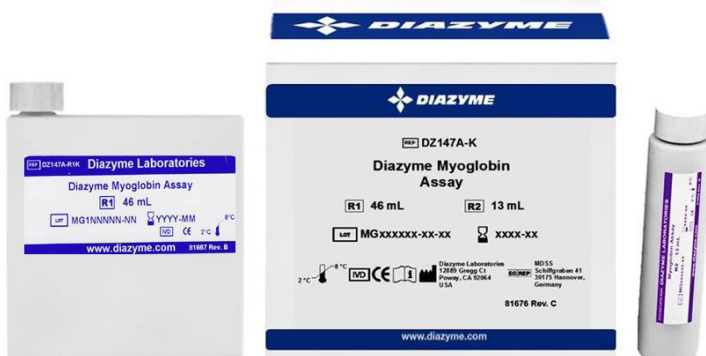 REF DZ147A-R1K Diazyme Laboratories
Diazyme Myoglobin Assay
R1 46 mL
LOT MG1NNNNN-NN YYYY-MM
IVD CE 2°C 8°C
www.diazyme.com 81667 Rev. B
DIAZYME
DIAZYME
REF DZ147A-K
Diazyme Myoglobin
Assay
R1 46 mL R2 13 mL
LOT MGXXXXXX-XX-XX XXXX-XX
2°C 8°C IVD CE
Diazyme Laboratories
12889 Gregg Ct
Poway, CA 92064
USA
EC REP
MDSS
Schiffgraben 41
30175 Hannover,
Germany
81676 Rev. C
www.diazyme.com
DIAZYME LABORATORIES
Myoglobin Assay
R2 13 mL